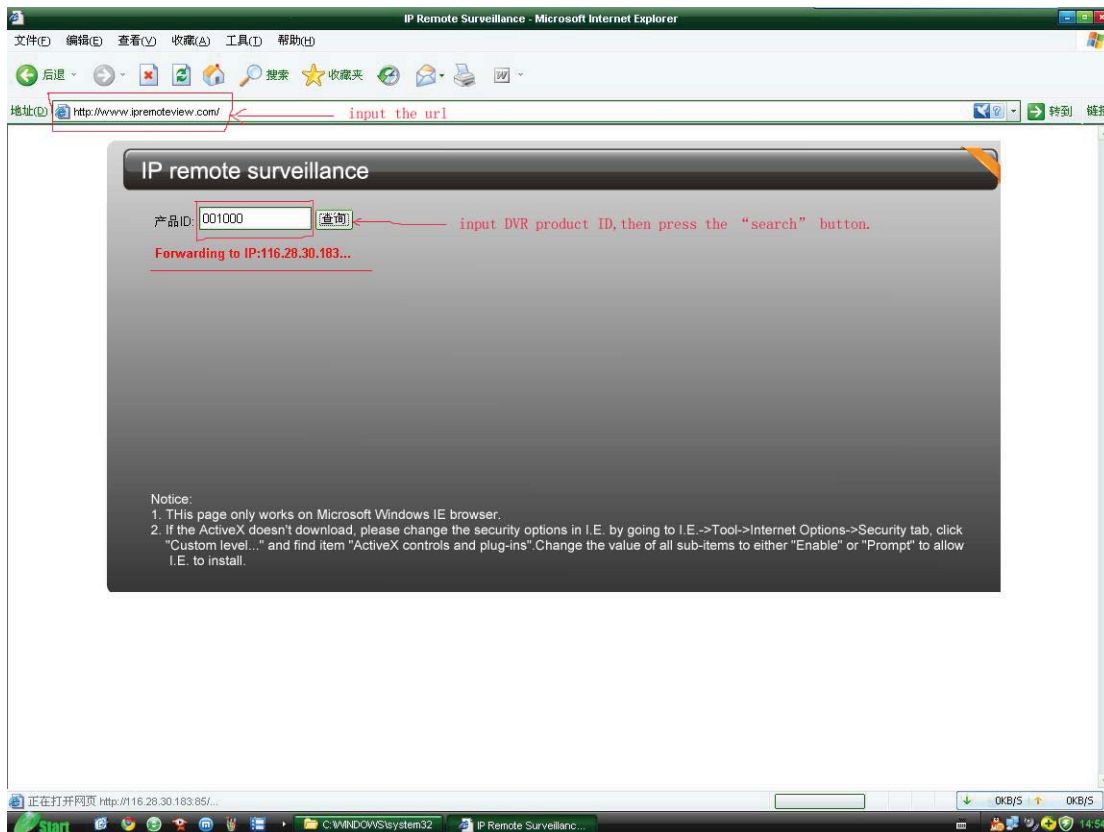 IP Remote Surveillance - Microsoft Internet Explorer
文件(F) 编辑(E) 查看(V) 收藏(A) 工具(T) 帮助(H)
后退 搜索 收藏夹
地址(D) http://www.ipremoteview.com/ input the url 转到 链接
IP remote surveillance
产品ID: 001000 查询 input DVR product ID,then press the “search” button.
Forwarding to IP:116.28.30.183...
Notice:
1. THis page only works on Microsoft Windows IE browser.
2. If the ActiveX doesn't download, please change the security options in I.E. by going to I.E.->Tool->Internet Options->Security tab, click
"Custom level..." and find item "ActiveX controls and plug-ins".Change the value of all sub-items to either "Enable" or "Prompt" to allow
I.E. to install.
正在打开网页 http://116.28.30.183:85/... 0KB/S 0KB/S
Start C:\WINDOWS\system32 IP Remote Surveillanc... 14:54